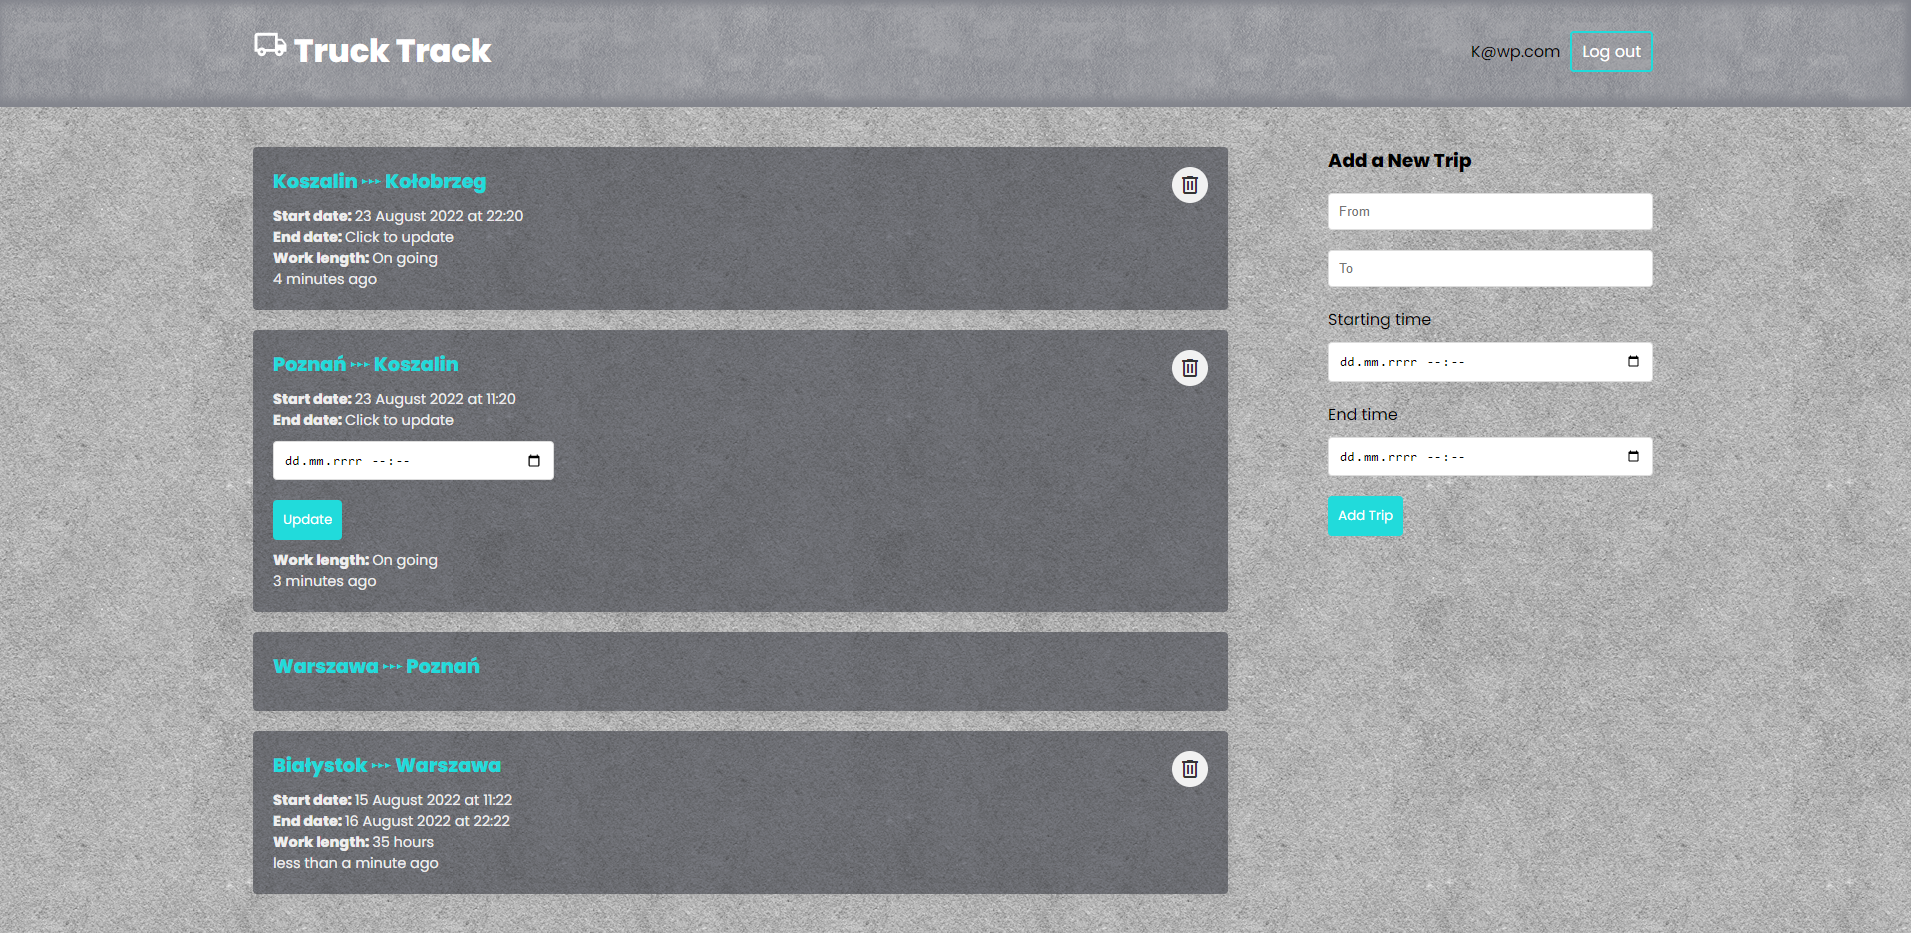 Truck Track
K@wp.com
Log out
Koszalin ▸▸▸ Kołobrzeg
Start date: 23 August 2022 at 22:20
End date: Click to update
Work length: On going
4 minutes ago
Poznań ▸▸▸ Koszalin
Start date: 23 August 2022 at 11:20
End date: Click to update
dd.mm.rrrr --:--
Update
Work length: On going
3 minutes ago
Warszawa ▸▸▸ Poznań
Białystok ▸▸▸ Warszawa
Start date: 15 August 2022 at 11:22
End date: 16 August 2022 at 22:22
Work length: 35 hours
less than a minute ago
Add a New Trip
From
To
Starting time
dd.mm.rrrr --:--
End time
dd.mm.rrrr --:--
Add Trip